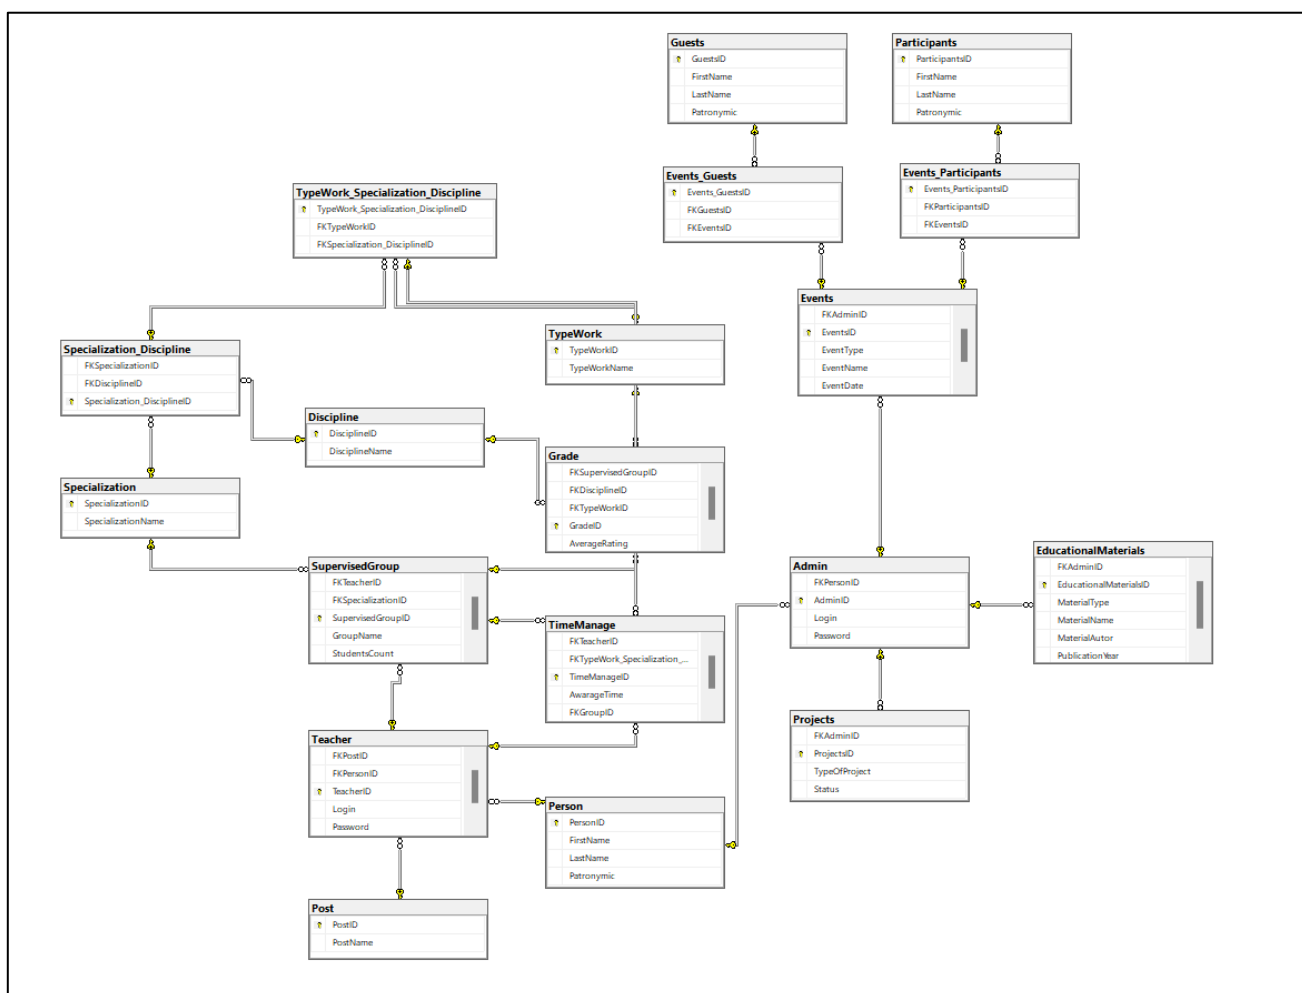 Guests
GuestsID
FirstName
LastName
Patronymic
Participants
ParticipantsID
FirstName
LastName
Patronymic
Events_Guests
Events_GuestsID
FKGuestsID
FKEventsID
Events_Participants
Events_ParticipantsID
FKParticipantsID
FKEventsID
TypeWork_Specialization_Discipline
TypeWork_Specialization_DisciplineID
FKTypeWorkID
FKSpecialization_DisciplineID
Events
FKAdminID
EventsID
EventType
EventName
EventDate
TypeWork
TypeWorkID
TypeWorkName
Specialization_Discipline
FKSpecializationID
FKDisciplineID
Specialization_DisciplineID
Discipline
DisciplineID
DisciplineName
Grade
FKSupervisedGroupID
FKDisciplineID
FKTypeWorkID
GradeID
AverageRating
Specialization
SpecializationID
SpecializationName
SupervisedGroup
FKTeacherID
FKSpecializationID
SupervisedGroupID
GroupName
StudentsCount
TimeManage
FKTeacherID
FKTypeWork_Specialization_...
TimeManageID
AwarageTime
FKGroupID
Admin
FKPersonID
AdminID
Login
Password
EducationalMaterials
FKAdminID
EducationalMaterialsID
MaterialType
MaterialName
MaterialAutor
PublicationYear
Projects
FKAdminID
ProjectsID
TypeOfProject
Status
Teacher
FKPostID
FKPersonID
TeacherID
Login
Password
Person
PersonID
FirstName
LastName
Patronymic
Post
PostID
PostName